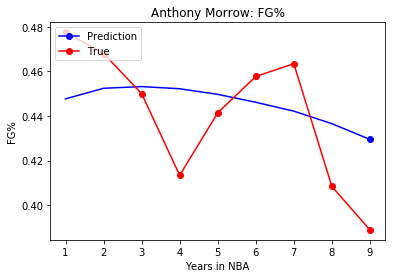 Anthony Morrow: FG%
Prediction
True
0.48
0.46
0.44
0.42
0.40
FG%
1 2 3 4 5 6 7 8 9
Years in NBA